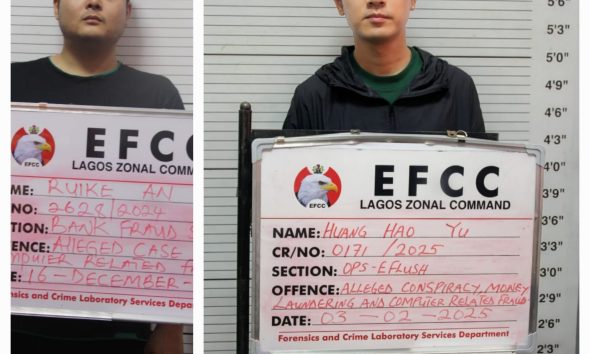 EFCC
LAGOS ZONAL COMMAND
EFCC
ME: RUIKE AN
NO: 2628/2024
TION: BANK FRAUD
ENCE: ALLEGED CASE
RELATED
E: 16-DECEMBER-
nsics and Crime Laboratory Services Depar
5'6"
5'3"
5'0"
4'9"
4'6"
4'3"
4'0"
3'9"
3'6"
3'3"
3'0"
2'9"
2'6"
2'3"
EFCC
LAGOS ZONAL COMMAND
EFCC
NAME: HUANG HAO YU
CR/NO: 0171/2025
SECTION: OPS-EFLUSH
OFFENCE: ALLEGED CONSPIRACY, MONEY
LAUNDERING AND COMPUTER RELATED FRAUD
DATE: 03-02-2025
Forensics and Crime Laboratory Services Department